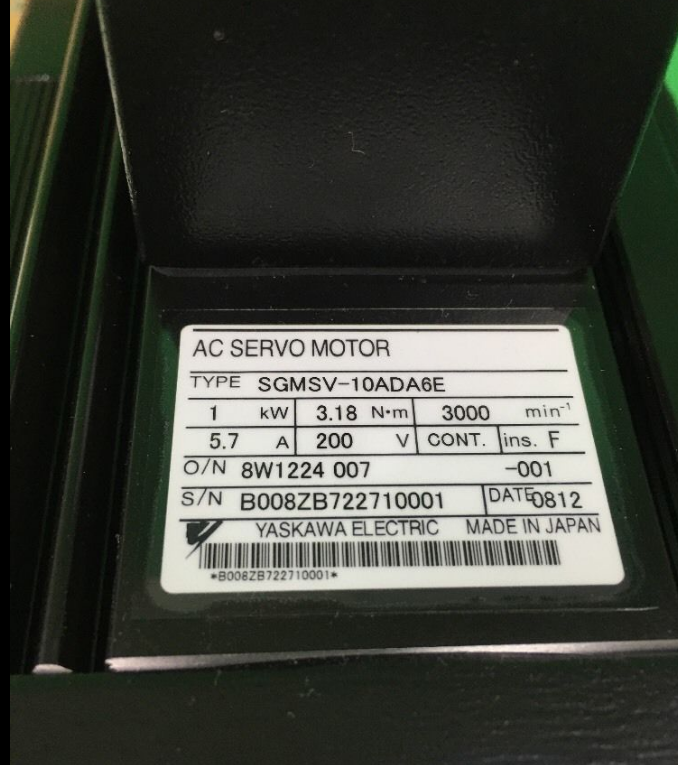 AC SERVO MOTOR
TYPE SGMSV-10ADA6E
1 kW 3.18 N•m 3000 min⁻¹
5.7 A 200 V CONT. ins. F
O/N 8W1224 007 -001
S/N B008ZB722710001 DATE 0812
YASKAWA ELECTRIC MADE IN JAPAN
*B008ZB722710001*